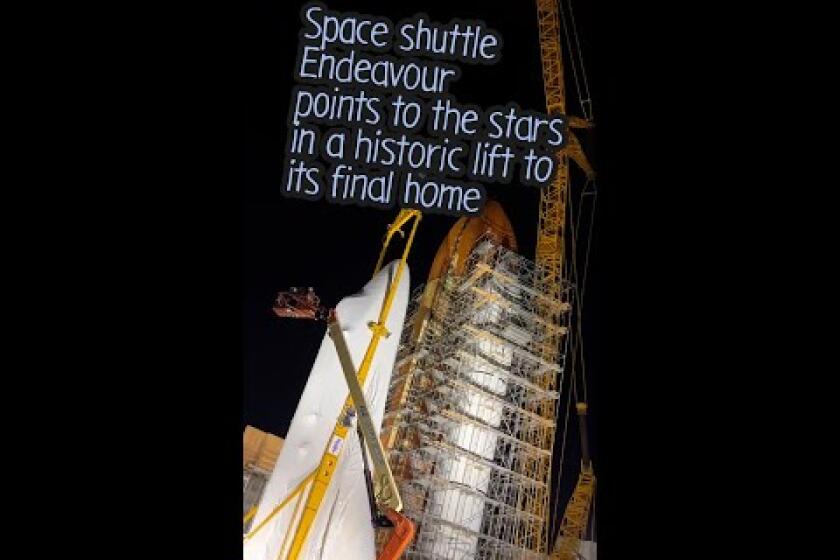 Space shuttle
Endeavour
points to the stars
in a historic lift to
its final home